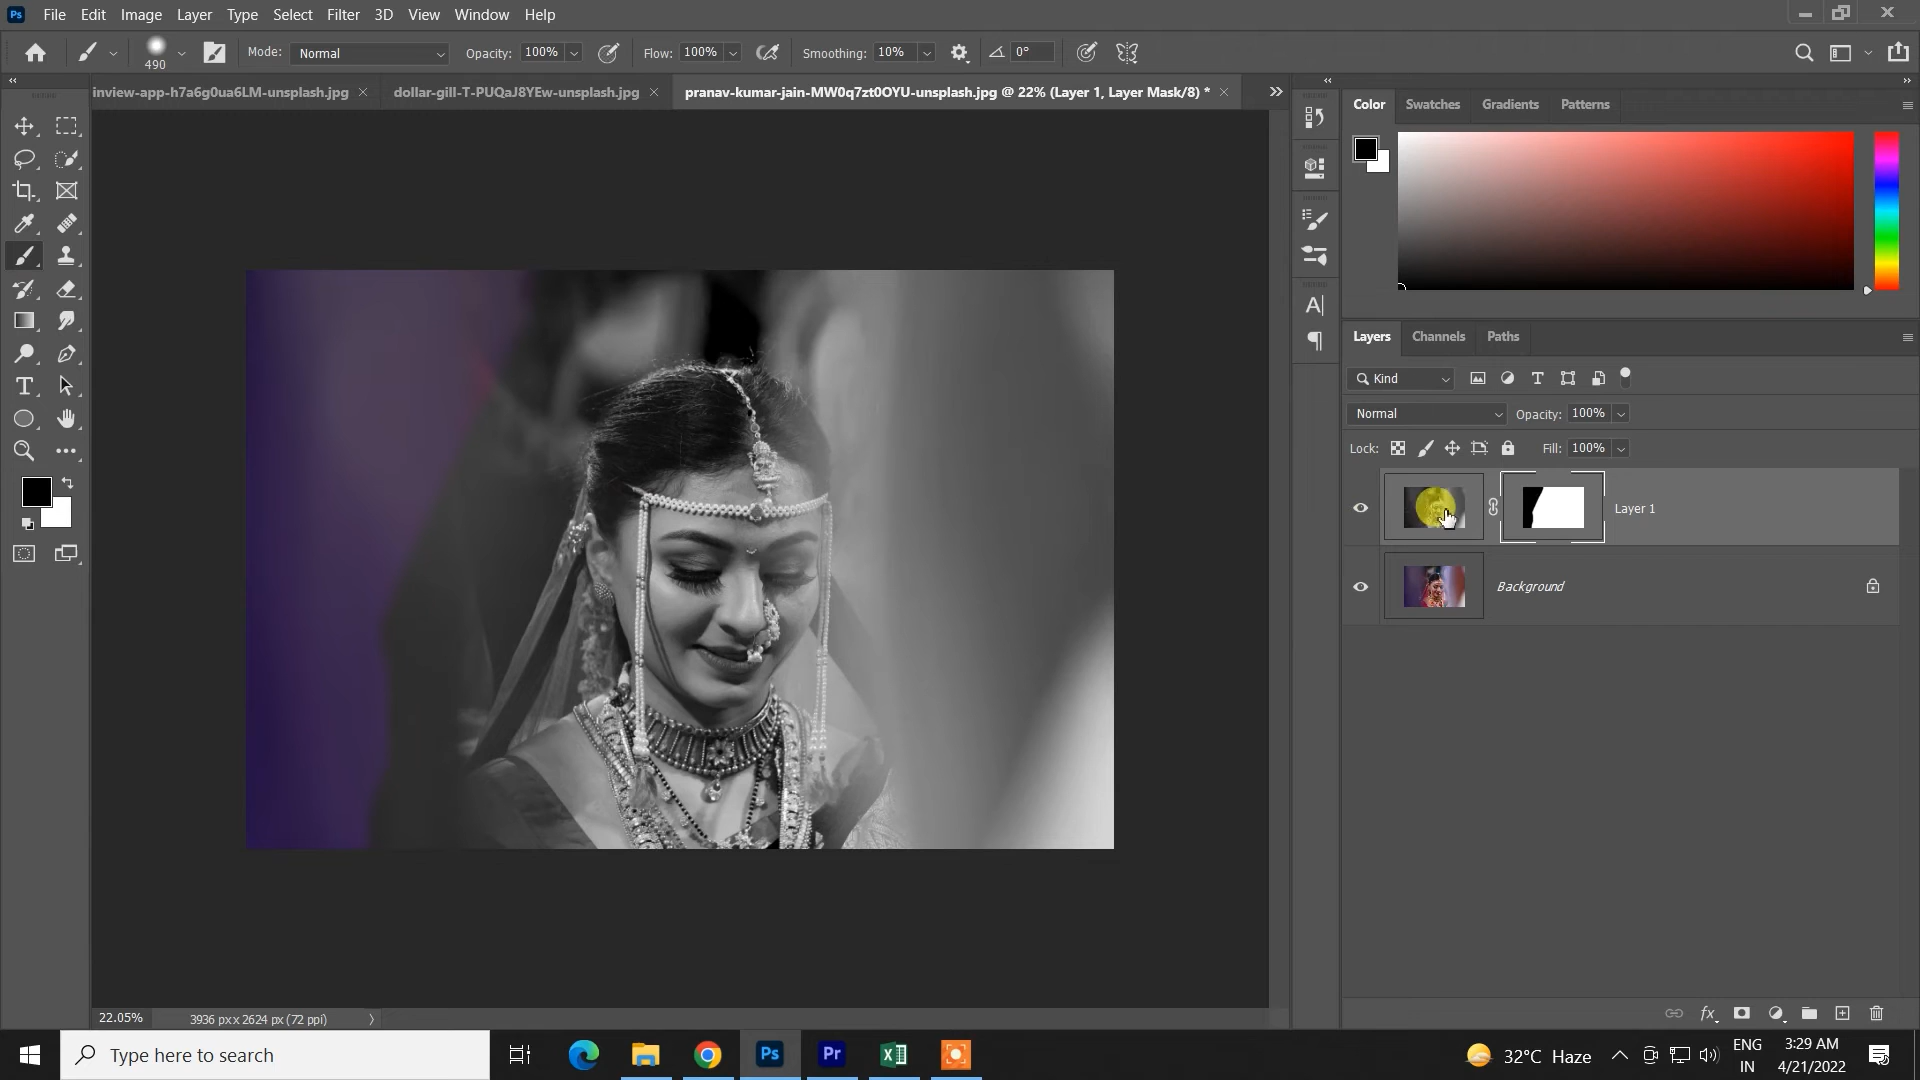 Ps File Edit Image Layer Type Select Filter 3D View Window Help
490 Mode: Normal Opacity: 100% Flow: 100% Smoothing: 10% 0°
inview-app-h7a6g0ua6LM-unsplash.jpg dollar-gill-T-PUQaJ8YEw-unsplash.jpg pranav-kumar-jain-MW0q7zt0OYU-unsplash.jpg @ 22% (Layer 1, Layer Mask/8) *
Color Swatches Gradients Patterns
Layers Channels Paths
Kind
Normal Opacity: 100%
Lock: Fill: 100%
Layer 1
Background
22.05% 3936 px x 2624 px (72 ppi)
fx
Type here to search
Ps Pr
32°C Haze
ENG
IN
3:29 AM
4/21/2022